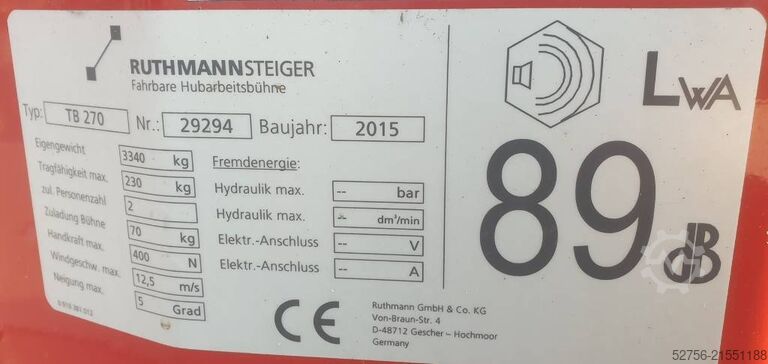 RUTHMANNSTEIGER
Fahrbare Hubarbeitsbühne
Typ: TB 270 Nr.: 29294 Baujahr: 2015
Eigengewicht 3340 kg
Tragfähigkeit max. 230 kg
zul. Personenzahl 2
Zuladung Bühne 70 kg
Handkraft max. 400 N
Windgeschw. max. 12,5 m/s
Neigung max. 5 Grad
Fremdenergie:
Hydraulik max. -- bar
Hydraulik max. -- dm³/min
Elektr.-Anschluss -- V
Elektr.-Anschluss -- A
CE
Ruthmann GmbH & Co. KG
Von-Braun-Str. 4
D-48712 Gescher – Hochmoor
Germany
LWA
89 dB
52756-21551188